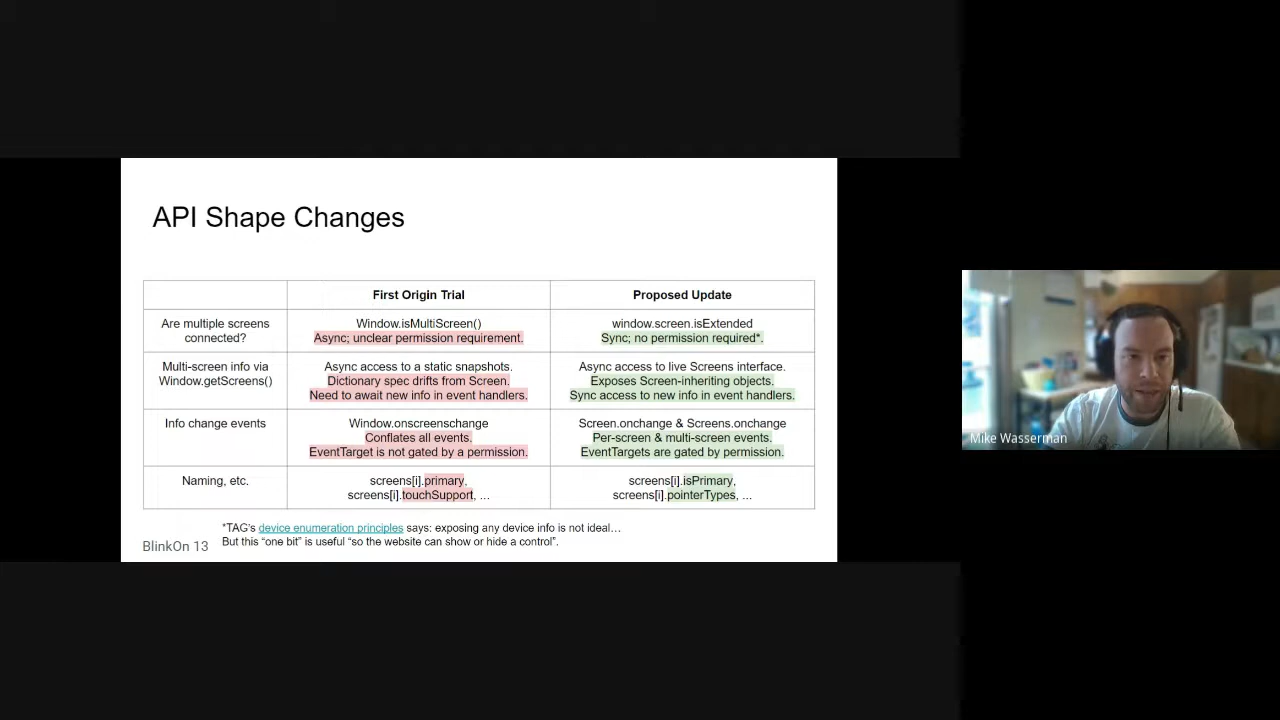 API Shape Changes
First Origin Trial
Proposed Update
Are multiple screens
connected?
Window.isMultiScreen()
Async; unclear permission requirement.
window.screen.isExtended
Sync; no permission required*.
Multi-screen info via
Window.getScreens()
Async access to a static snapshots.
Dictionary spec drifts from Screen.
Need to await new info in event handlers.
Async access to live Screens interface.
Exposes Screen-inheriting objects.
Sync access to new info in event handlers.
Info change events
Window.onscreenschange
Conflates all events.
EventTarget is not gated by a permission.
Screen.onchange & Screens.onchange
Per-screen & multi-screen events.
EventTargets are gated by permission.
Naming, etc.
screens[i].primary,
screens[i].touchSupport, ...
screens[i].isPrimary,
screens[i].pointerTypes, ...
*TAG's device enumeration principles says: exposing any device info is not ideal…
But this “one bit” is useful “so the website can show or hide a control”.
BlinkOn 13
Mike Wasserman